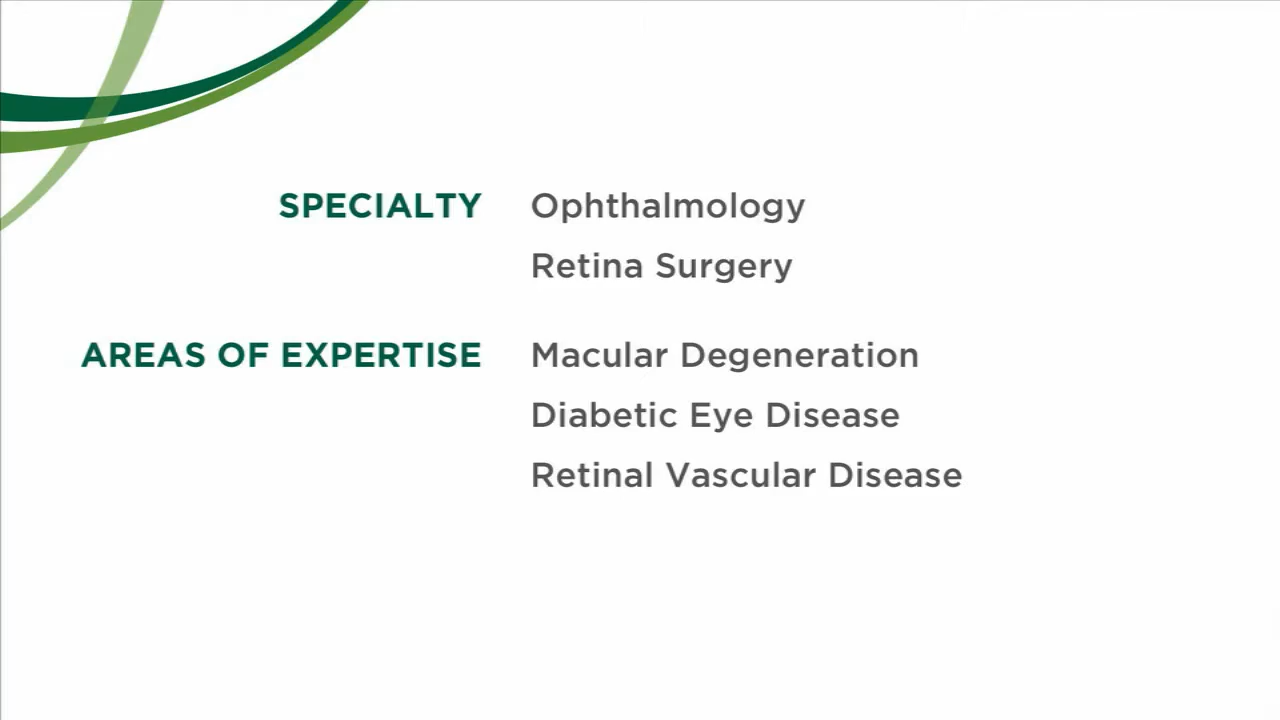 SPECIALTY Ophthalmology
Retina Surgery
AREAS OF EXPERTISE Macular Degeneration
Diabetic Eye Disease
Retinal Vascular Disease